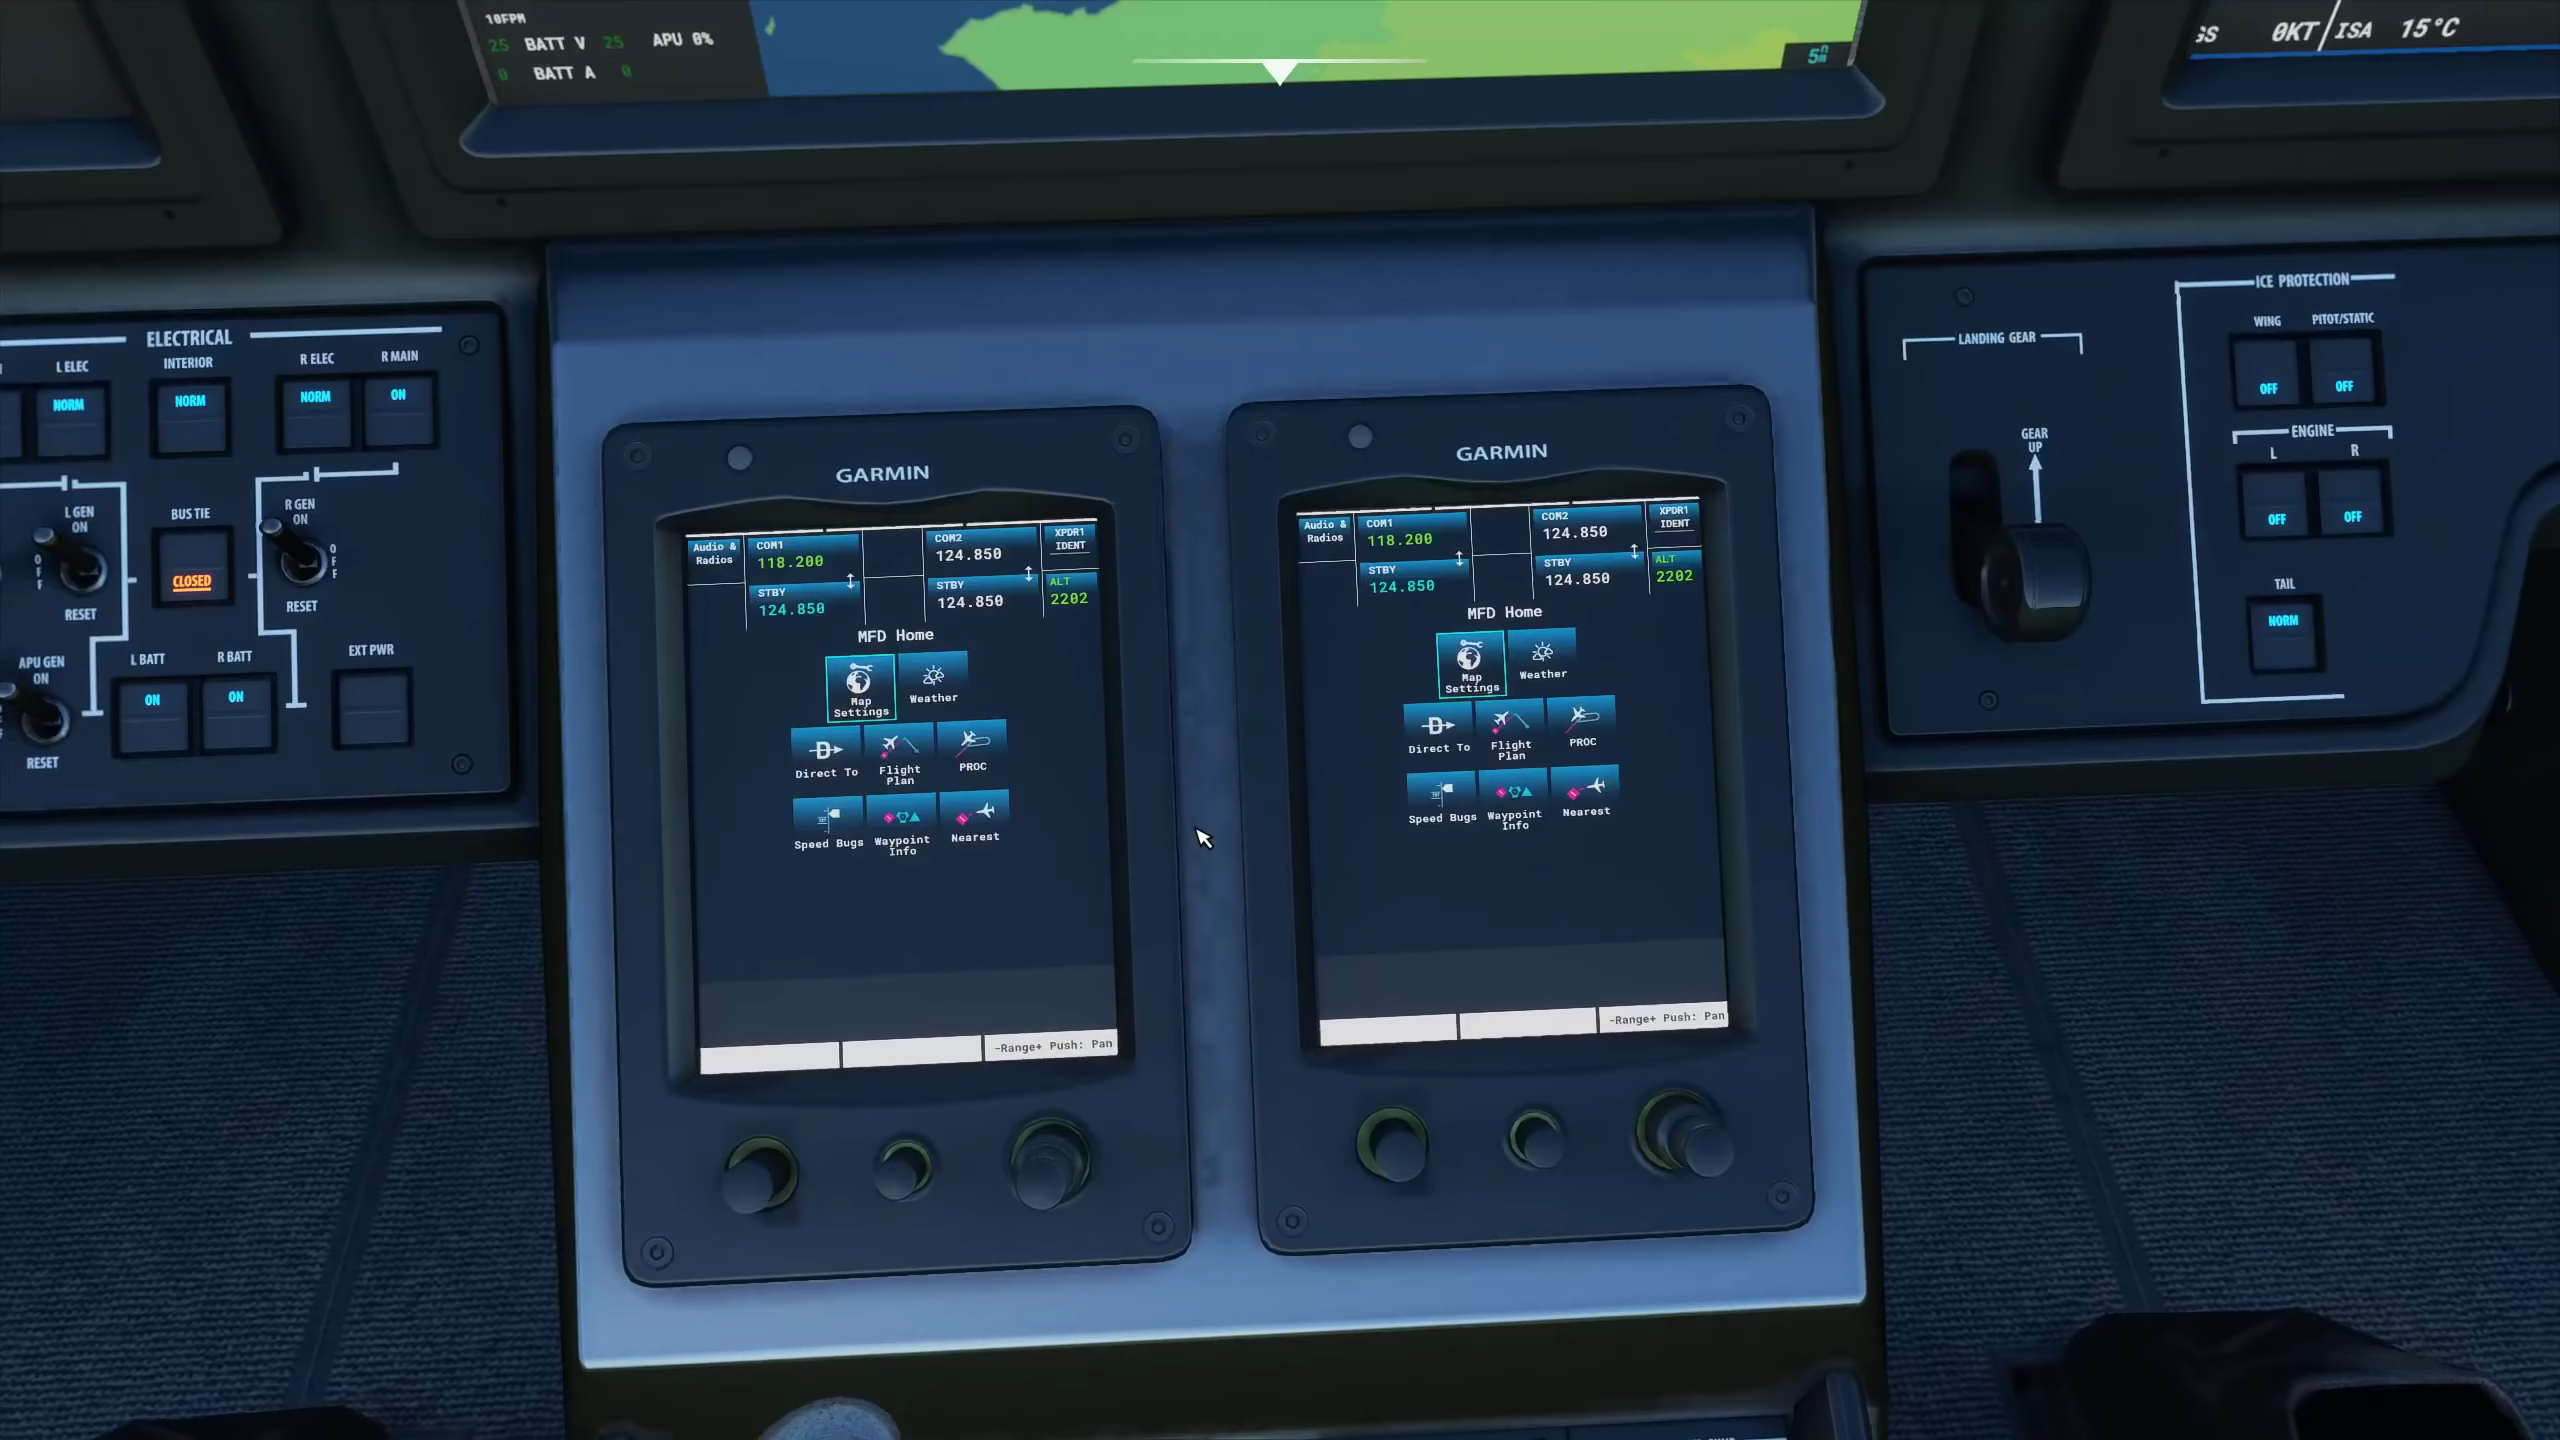 10FPM
25 BATT V 25 APU 0%
0 BATT A 0
5nm
GS 0KT/ISA 15°C
ELECTRICAL
L ELEC
INTERIOR
R ELEC
R MAIN
NORM
NORM
NORM
ON
L GEN
ON
OFF
RESET
BUS TIE
CLOSED
R GEN
ON
OFF
RESET
APU GEN
ON
RESET
L BATT
R BATT
EXT PWR
ON
ON
GARMIN
Audio &
Radios
COM1
118.200
STBY
124.850
COM2
124.850
STBY
124.850
XPDR1
IDENT
ALT
2202
MFD Home
Map
Settings
Weather
Direct To
Flight
Plan
PROC
Speed Bugs
Waypoint
Info
Nearest
-Range+ Push: Pan
GARMIN
Audio &
Radios
COM1
118.200
STBY
124.850
COM2
124.850
STBY
124.850
XPDR1
IDENT
ALT
2202
MFD Home
Map
Settings
Weather
Direct To
Flight
Plan
PROC
Speed Bugs
Waypoint
Info
Nearest
-Range+ Push: Pan
LANDING GEAR
GEAR
UP
ICE PROTECTION
WING
PITOT/STATIC
OFF
OFF
ENGINE
L
R
OFF
OFF
TAIL
NORM